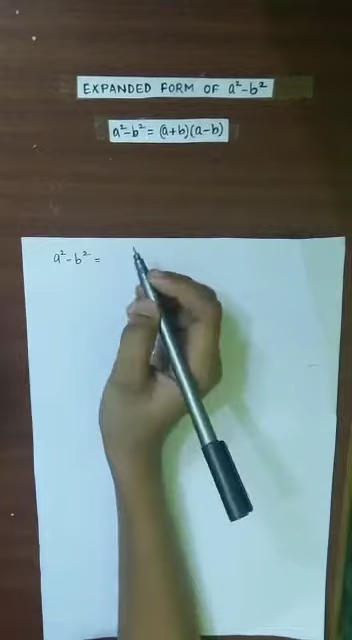 EXPANDED FORM OF a²-b²
a²-b² = (a+b)(a-b)
a²-b² =